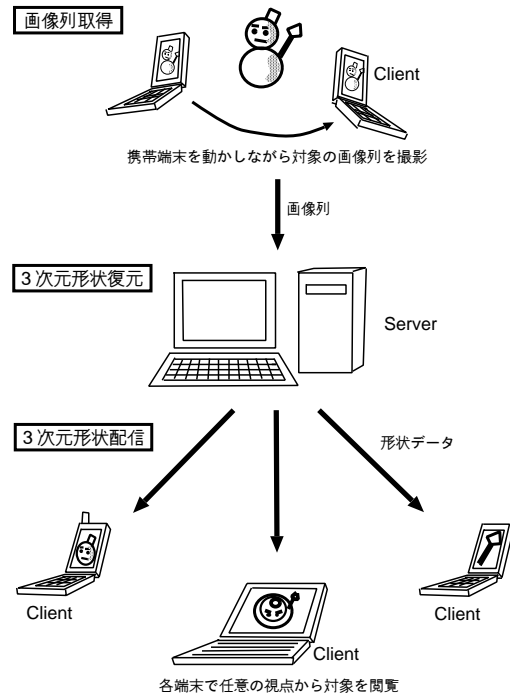 画像列取得
Client
携帯端末を動かしながら対象の画像列を撮影
画像列
3次元形状復元
Server
3次元形状配信
形状データ
Client
Client
Client
各端末で任意の視点から対象を閲覧